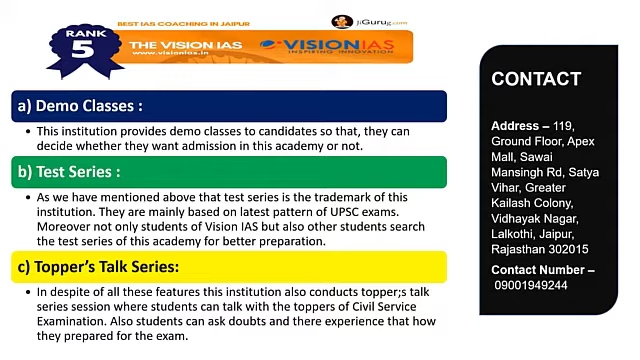 BEST IAS COACHING IN JAIPUR
JiGurug.com
RANK
5
THE VISION IAS
www.visionias.in
VISIONIAS
INSPIRING INNOVATION
a) Demo Classes :
• This institution provides demo classes to candidates so that, they can
decide whether they want admission in this academy or not.
b) Test Series :
• As we have mentioned above that test series is the trademark of this
institution. They are mainly based on latest pattern of UPSC exams.
Moreover not only students of Vision IAS but also other students search
the test series of this academy for better preparation.
c) Topper's Talk Series:
• In despite of all these features this institution also conducts topper;s talk
series session where students can talk with the toppers of Civil Service
Examination. Also students can ask doubts and there experience that how
they prepared for the exam.
CONTACT
Address – 119,
Ground Floor, Apex
Mall, Sawai
Mansingh Rd, Satya
Vihar, Greater
Kailash Colony,
Vidhayak Nagar,
Lalkothi, Jaipur,
Rajasthan 302015
Contact Number –
09001949244